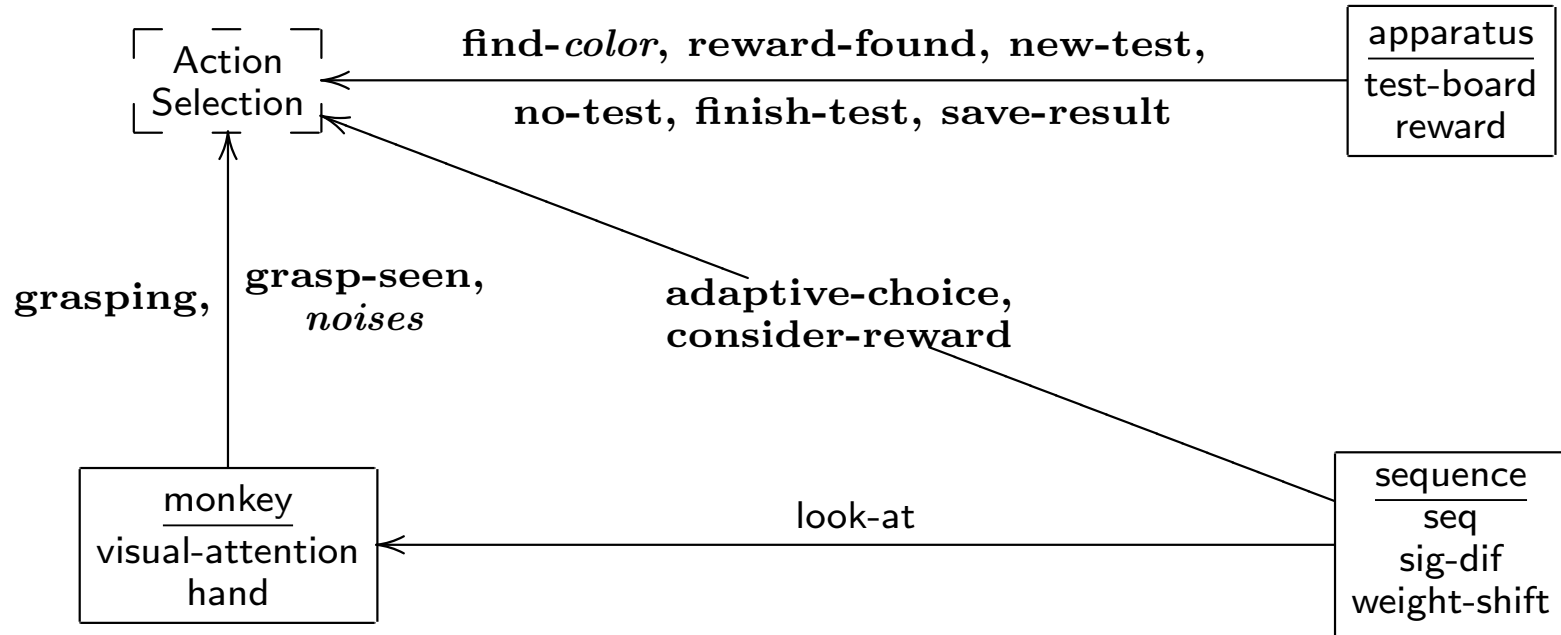 Action
Selection
find-color, reward-found, new-test,
no-test, finish-test, save-result
apparatus
test-board
reward
grasping,
grasp-seen,
noises
adaptive-choice,
consider-reward
monkey
visual-attention
hand
look-at
sequence
seq
sig-dif
weight-shift